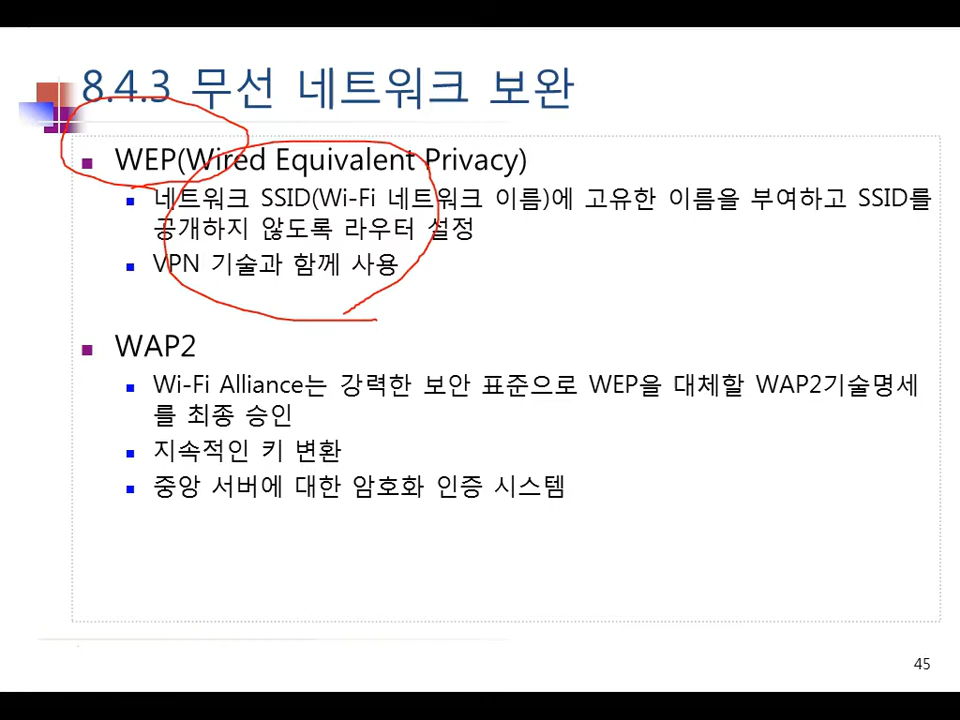 8.4.3 무선 네트워크 보완
WEP(Wired Equivalent Privacy)
네트워크 SSID(Wi-Fi 네트워크 이름)에 고유한 이름을 부여하고 SSID를
공개하지 않도록 라우터 설정
VPN 기술과 함께 사용
WAP2
Wi-Fi Alliance는 강력한 보안 표준으로 WEP을 대체할 WAP2기술명세
를 최종 승인
지속적인 키 변환
중앙 서버에 대한 암호화 인증 시스템
45